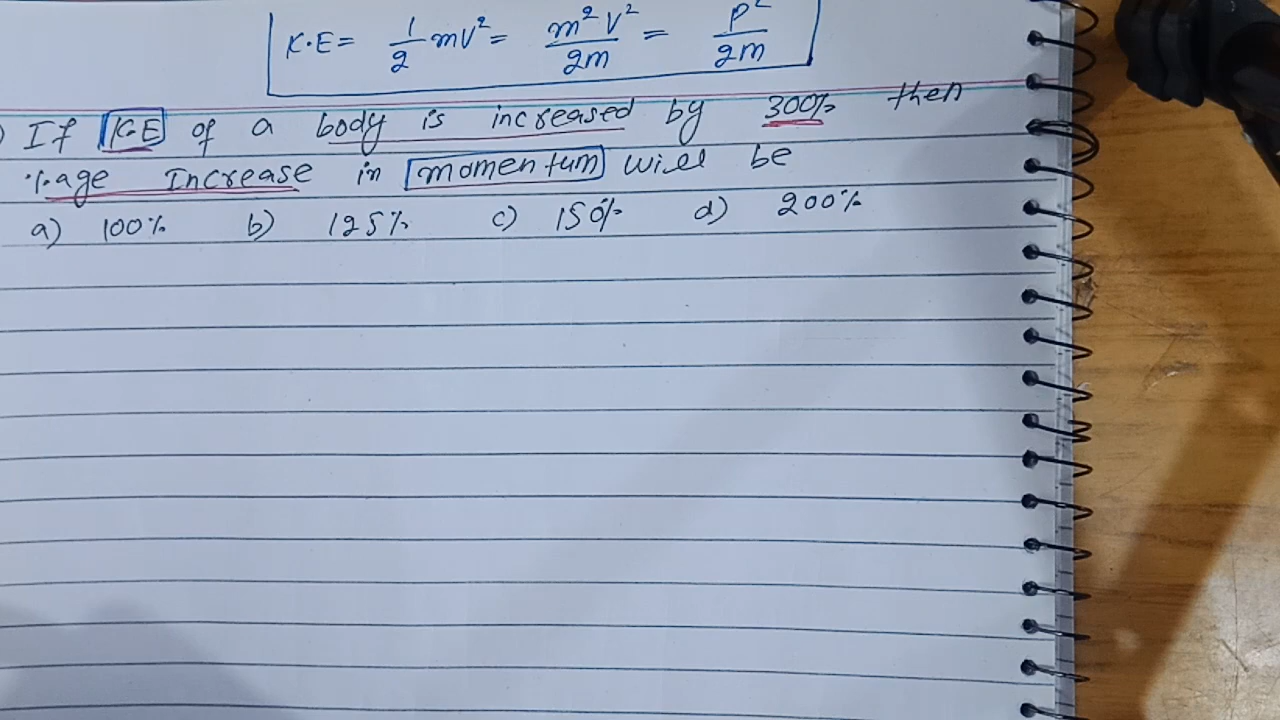 K.E = 1/2 mv² = m²v²/2m = P²/2m
If K.E of a body is increased by 300% then
%age Increase in momentum will be
a) 100% b) 125% c) 150% d) 200%